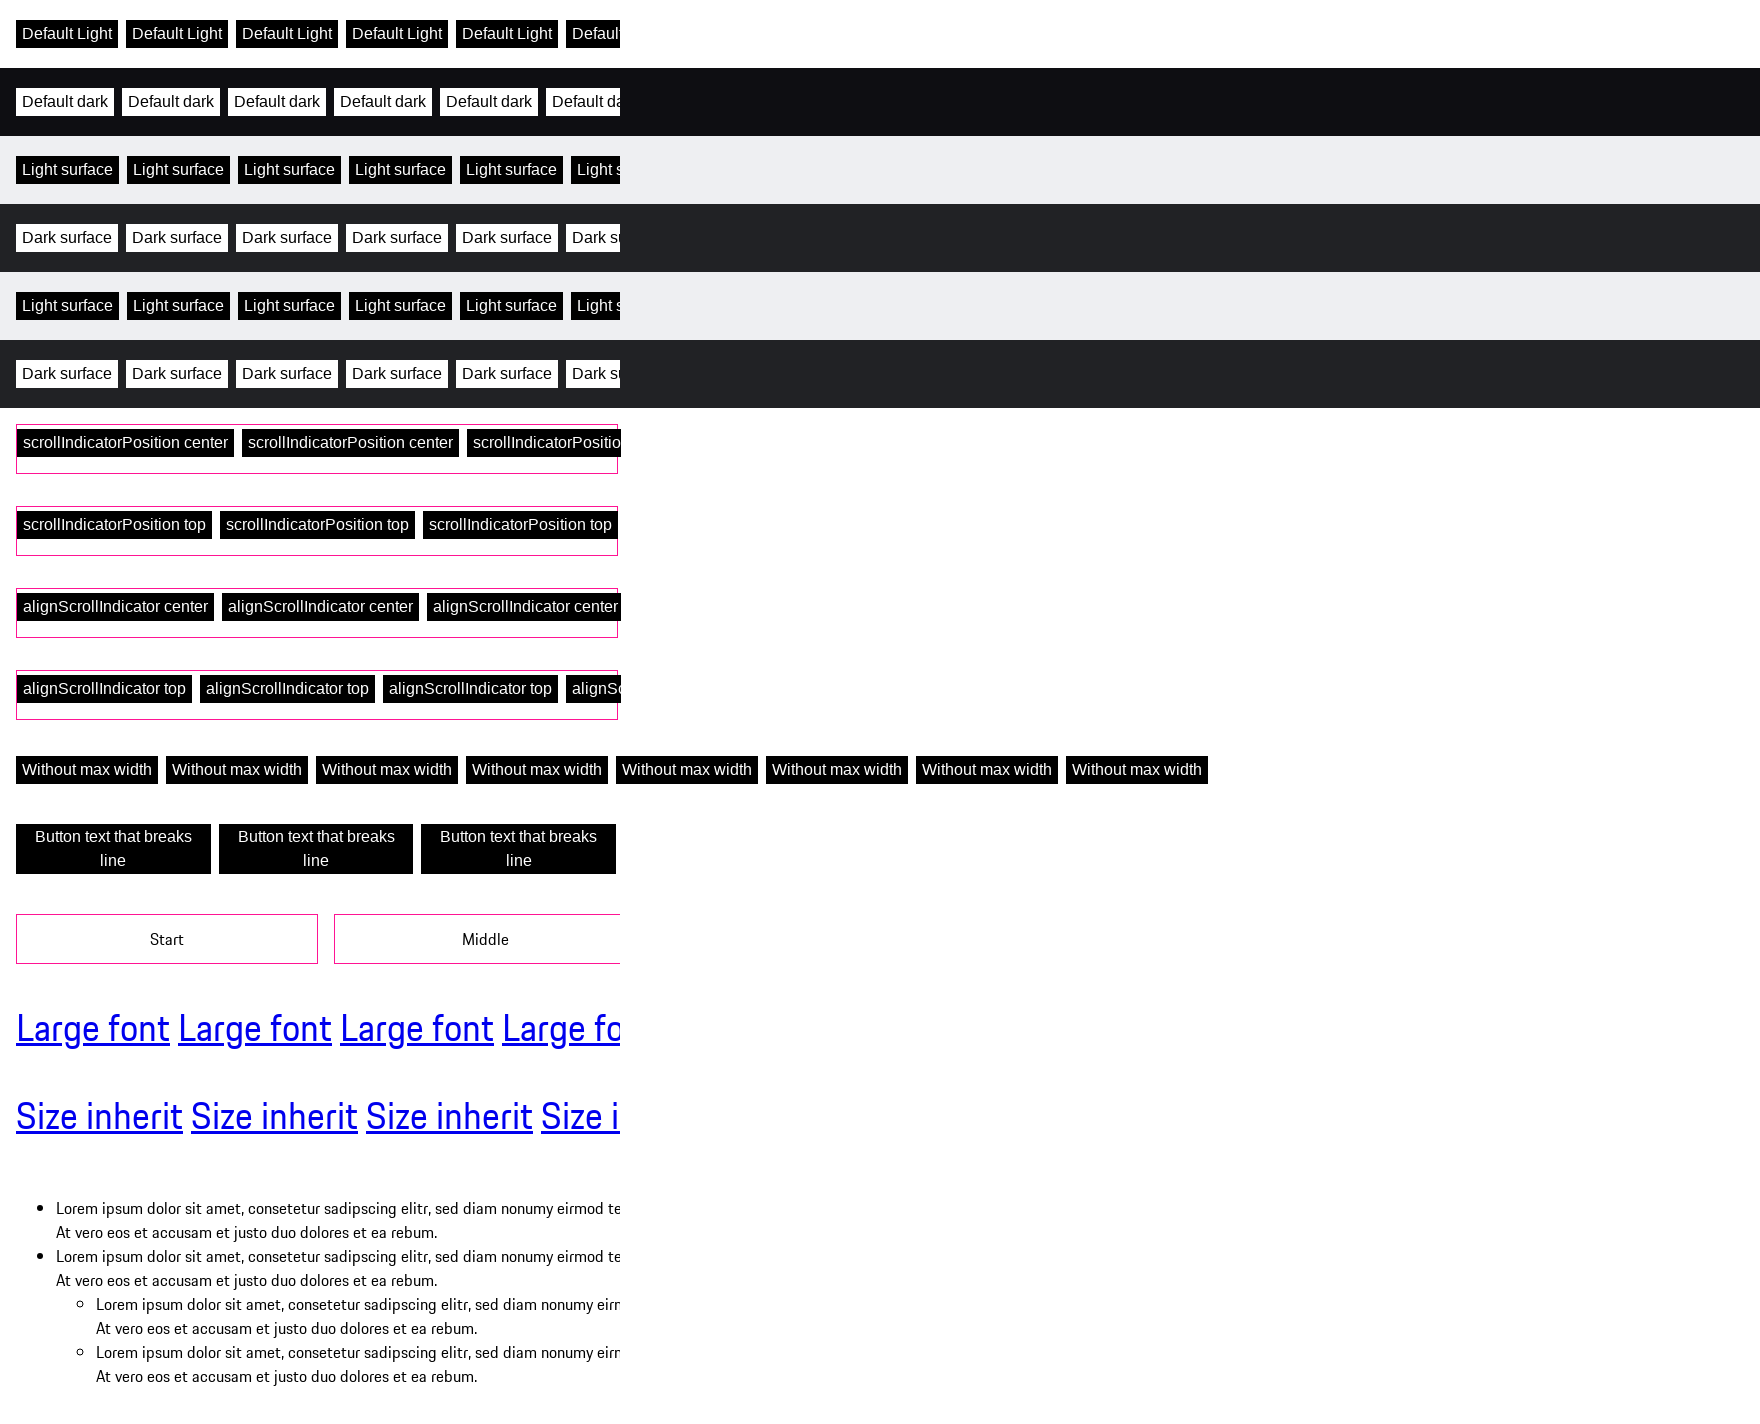 Default Light Default Light Default Light Default Light Default Light Default
Default dark Default dark Default dark Default dark Default dark Default da
Light surface Light surface Light surface Light surface Light surface Light s
Dark surface Dark surface Dark surface Dark surface Dark surface Dark su
Light surface Light surface Light surface Light surface Light surface Light s
Dark surface Dark surface Dark surface Dark surface Dark surface Dark su
scrollIndicatorPosition center scrollIndicatorPosition center scrollIndicatorPositio
scrollIndicatorPosition top scrollIndicatorPosition top scrollIndicatorPosition top
alignScrollIndicator center alignScrollIndicator center alignScrollIndicator center
alignScrollIndicator top alignScrollIndicator top alignScrollIndicator top alignSc
Without max width Without max width Without max width Without max width Without max width Without max width Without max width Without max width
Button text that breaks line Button text that breaks line Button text that breaks line
Start Middle
Large font Large font Large font Large fo
Size inherit Size inherit Size inherit Size i
Lorem ipsum dolor sit amet, consetetur sadipscing elitr, sed diam nonumy eirmod te
At vero eos et accusam et justo duo dolores et ea rebum.
Lorem ipsum dolor sit amet, consetetur sadipscing elitr, sed diam nonumy eirmod te
At vero eos et accusam et justo duo dolores et ea rebum.
Lorem ipsum dolor sit amet, consetetur sadipscing elitr, sed diam nonumy eirn
At vero eos et accusam et justo duo dolores et ea rebum.
Lorem ipsum dolor sit amet, consetetur sadipscing elitr, sed diam nonumy eirn
At vero eos et accusam et justo duo dolores et ea rebum.